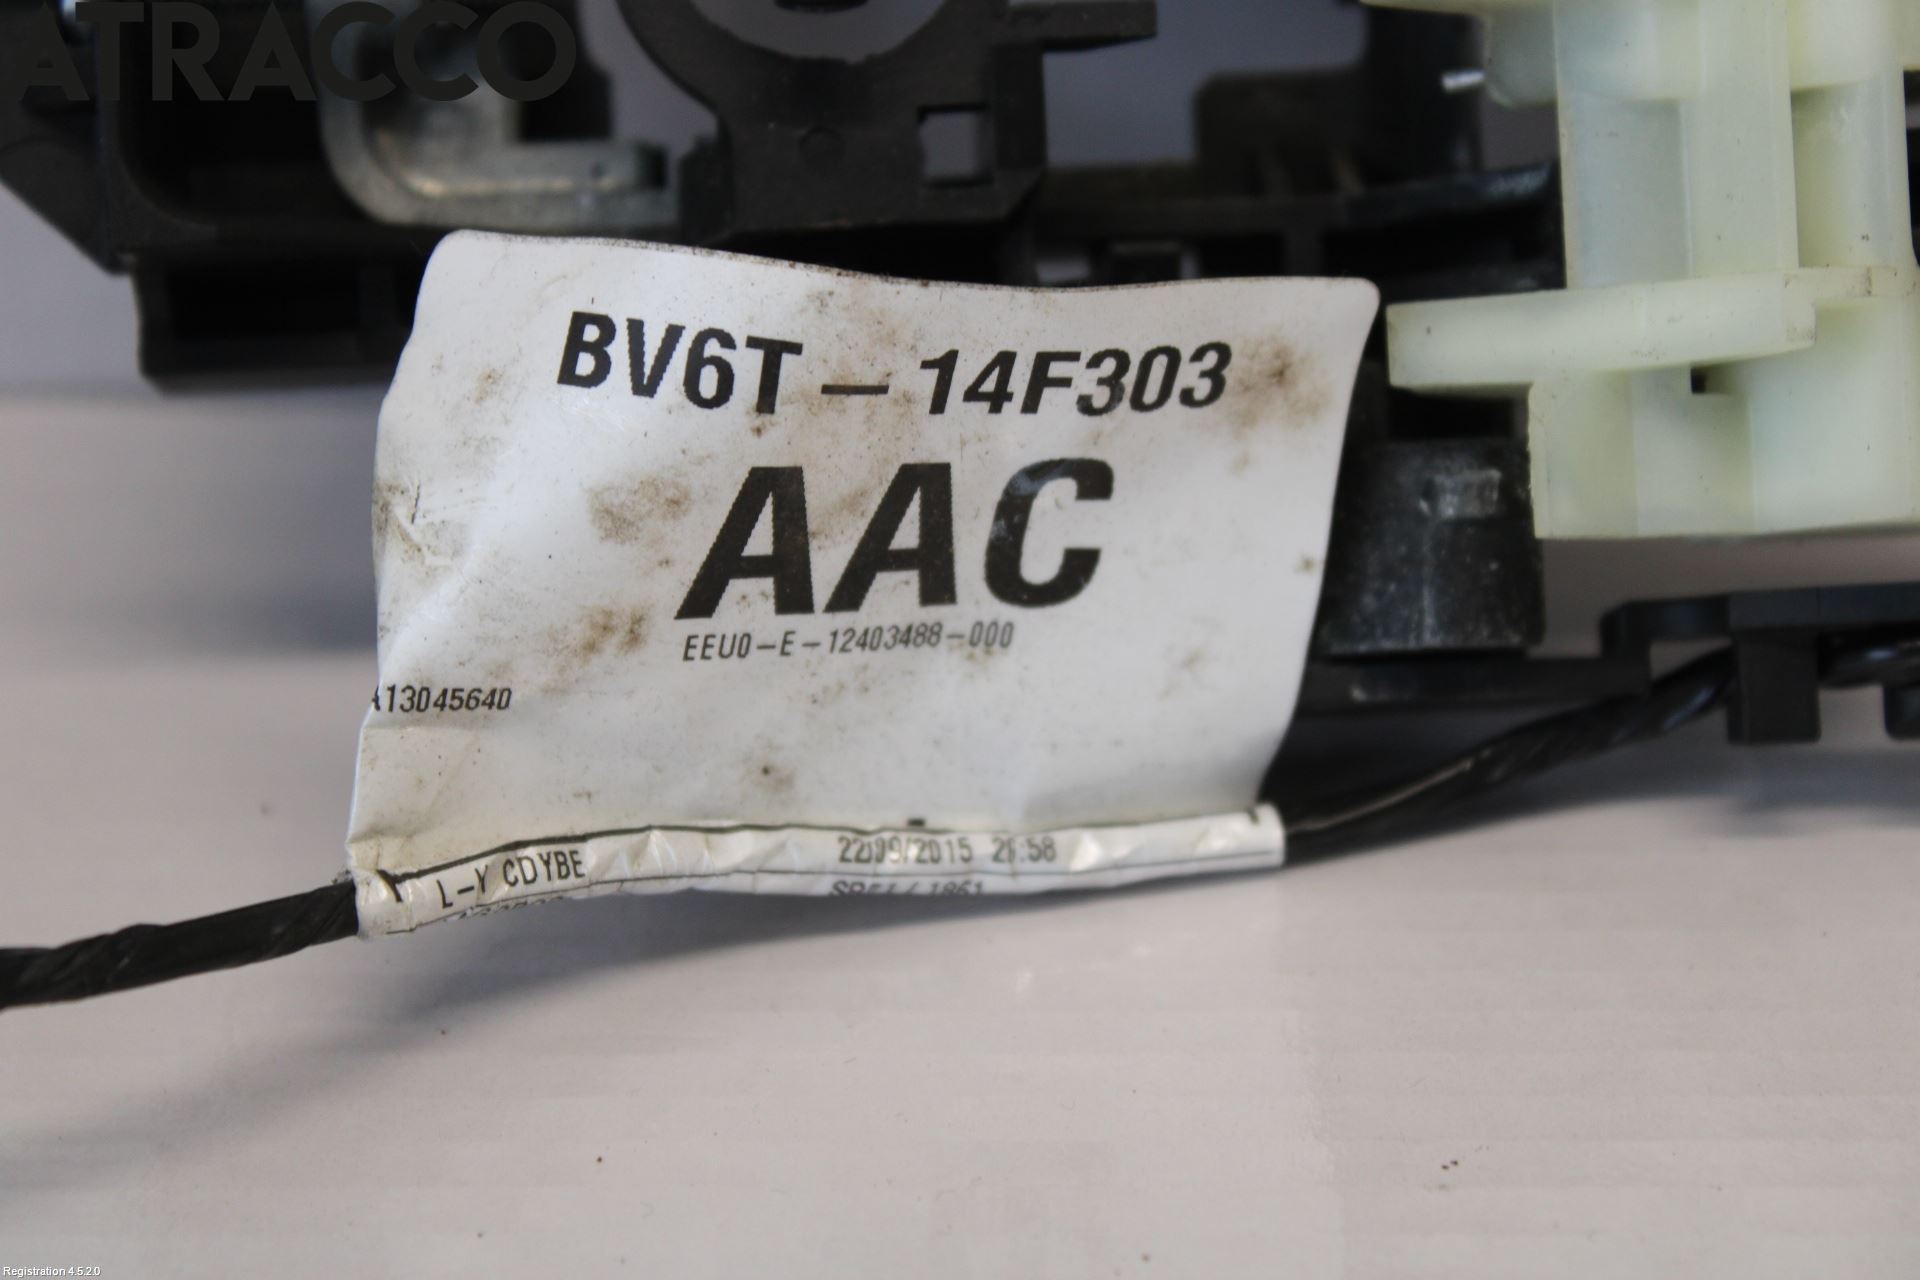 ATRACCO
BV6T-14F303
AAC
EEU0-E-12403488-000
A13045640
L-Y CDYBE
22/09/2015
Registration 4.5.2.0